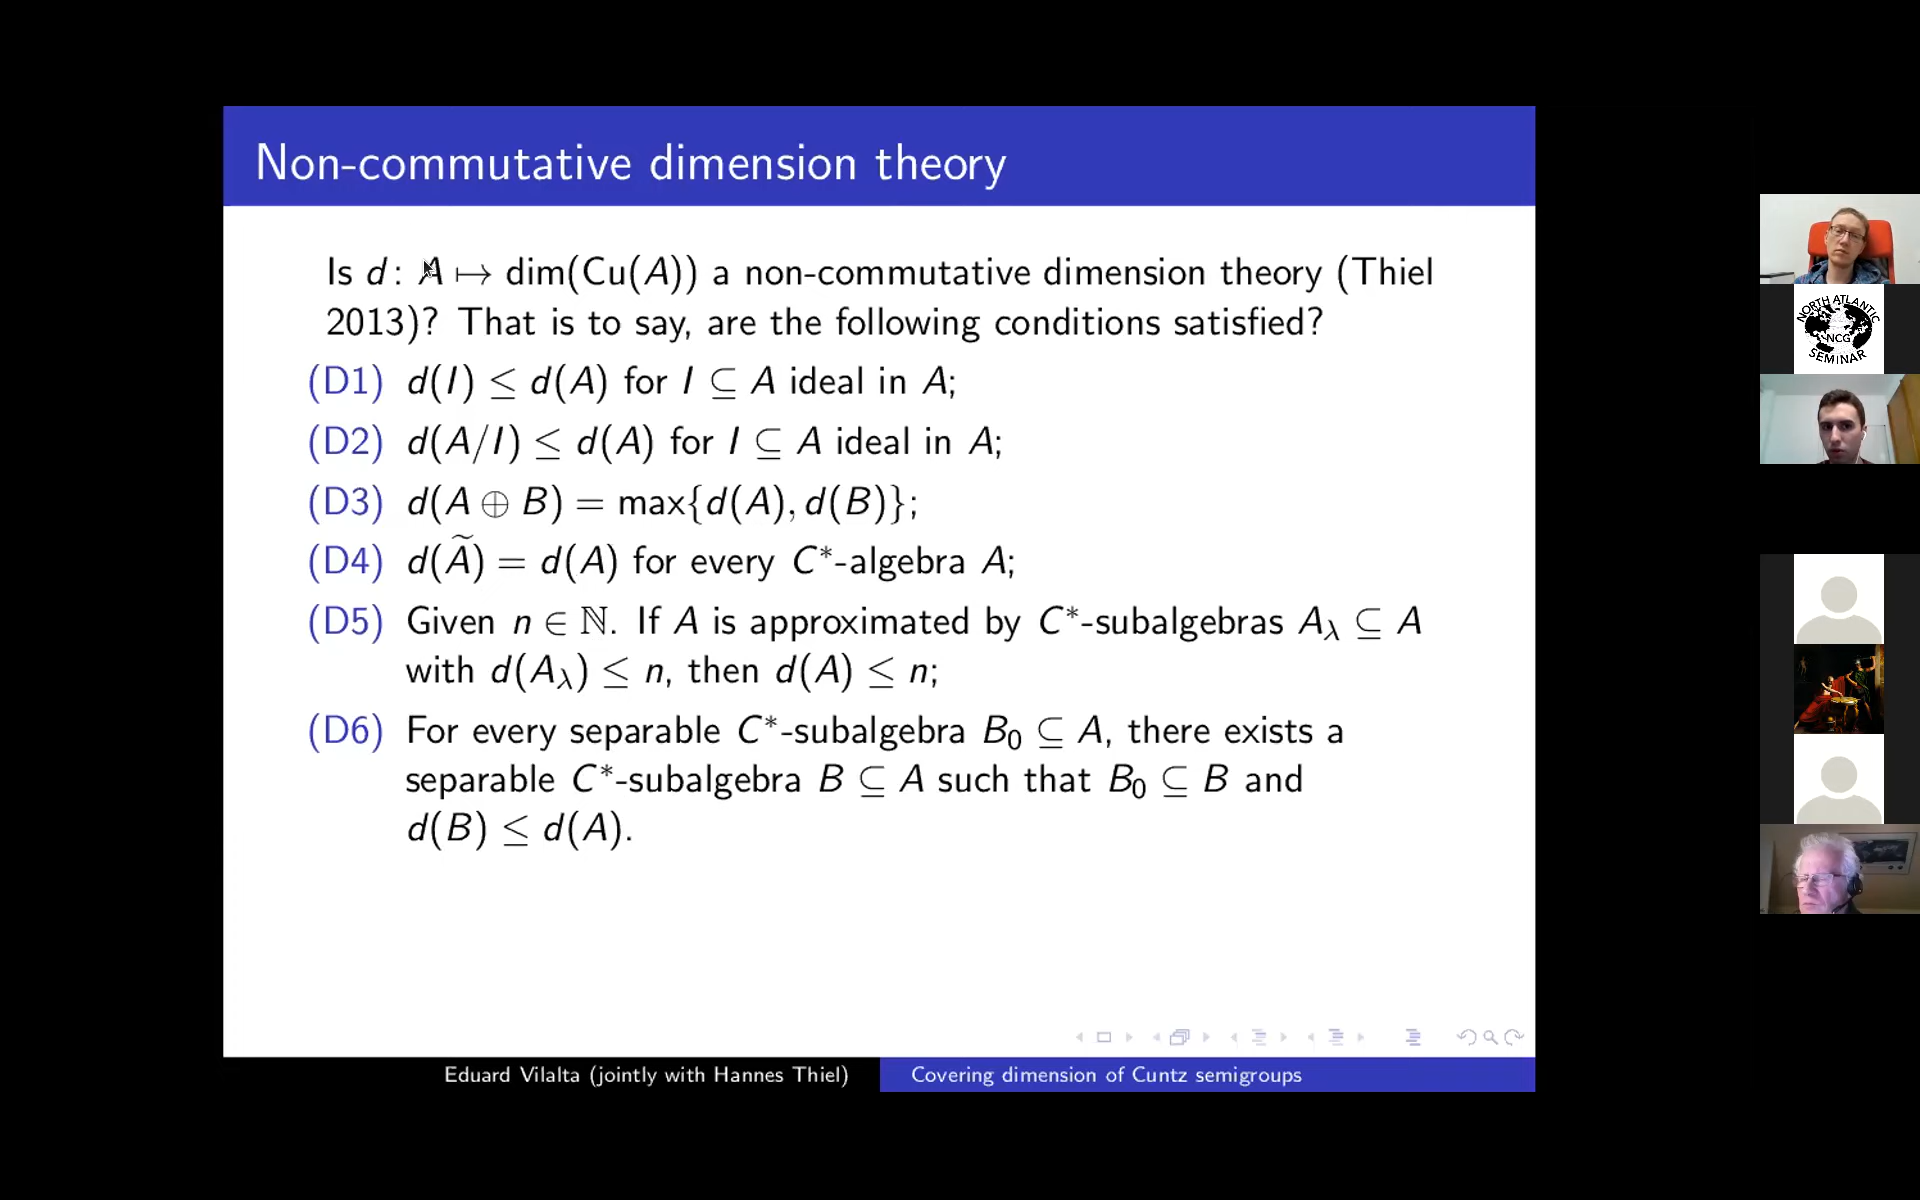 Non-commutative dimension theory
Is d: A ↦ dim(Cu(A)) a non-commutative dimension theory (Thiel
2013)? That is to say, are the following conditions satisfied?
(D1) d(I) ≤ d(A) for I ⊆ A ideal in A;
(D2) d(A/I) ≤ d(A) for I ⊆ A ideal in A;
(D3) d(A ⊕ B) = max{d(A), d(B)};
(D4) d(Ã) = d(A) for every C*-algebra A;
(D5) Given n ∈ ℕ. If A is approximated by C*-subalgebras A_λ ⊆ A
with d(A_λ) ≤ n, then d(A) ≤ n;
(D6) For every separable C*-subalgebra B₀ ⊆ A, there exists a
separable C*-subalgebra B ⊆ A such that B₀ ⊆ B and
d(B) ≤ d(A).
Eduard Vilalta (jointly with Hannes Thiel)
Covering dimension of Cuntz semigroups
NORTH ATLANTIC
NCG
SEMINAR